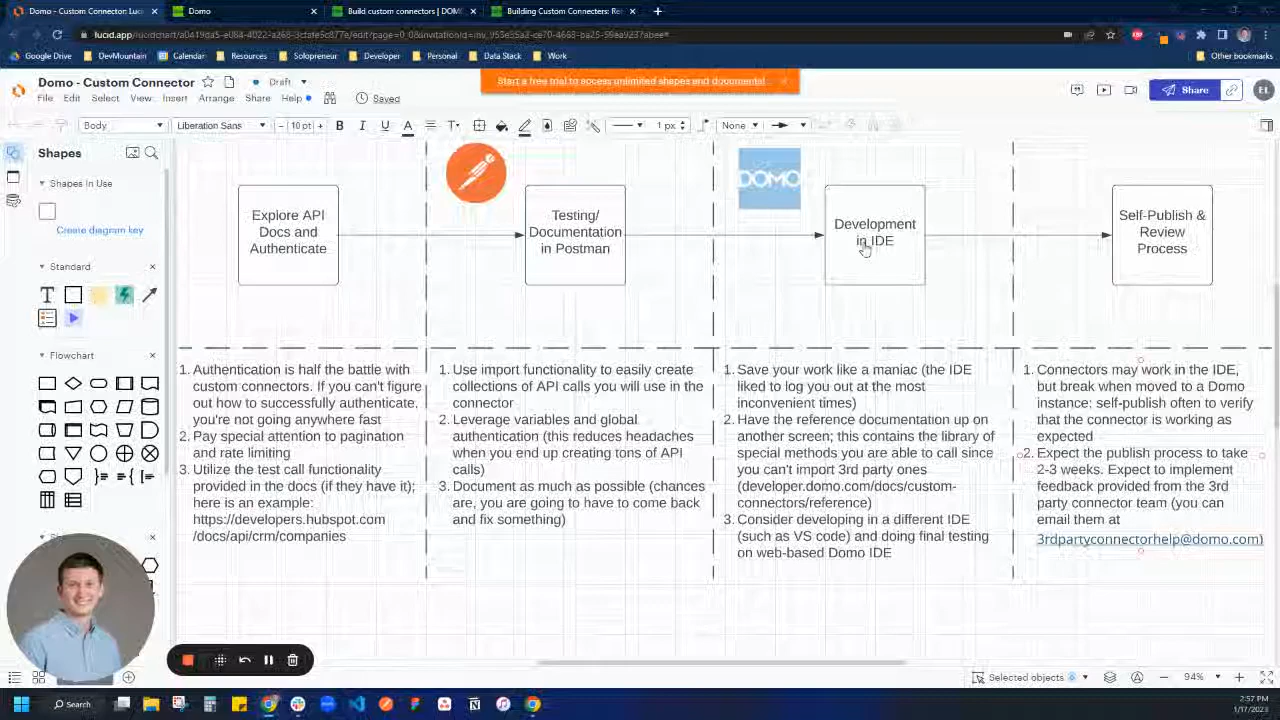 Domo - Custom Connector: Luc
Domo
Build custom connectors | DOM
Building Custom Connecters: Re
Google Drive
DevMountain
Calendar
Resources
Solopreneur
Developer
Personal
Data Stack
Work
Other bookmarks
Domo - Custom Connector
Draft
Start a free trial to access unlimited shapes and documents!
File Edit Select View Insert Arrange Share Help
Saved
Share
EL
Body
Liberation Sans
10 pt
B I U A
1 px
None
Shapes
Shapes In Use
Create diagram key
Standard
Flowchart
DOMO
Explore API
Docs and
Authenticate
Testing/
Documentation
in Postman
Development
in IDE
Self-Publish &
Review
Process
1. Authentication is half the battle with
custom connectors. If you can't figure
out how to successfully authenticate,
you're not going anywhere fast
2. Pay special attention to pagination
and rate limiting
3. Utilize the test call functionality
provided in the docs (if they have it);
here is an example:
https://developers.hubspot.com
/docs/api/crm/companies
1. Use import functionality to easily create
collections of API calls you will use in the
connector
2. Leverage variables and global
authentication (this reduces headaches
when you end up creating tons of API
calls)
3. Document as much as possible (chances
are, you are going to have to come back
and fix something)
1. Save your work like a maniac (the IDE
liked to log you out at the most
inconvenient times)
2. Have the reference documentation up on
another screen; this contains the library of
special methods you are able to call since
you can't import 3rd party ones
(developer.domo.com/docs/custom-
connectors/reference)
3. Consider developing in a different IDE
(such as VS code) and doing final testing
on web-based Domo IDE
1. Connectors may work in the IDE,
but break when moved to a Domo
instance; self-publish often to verify
that the connector is working as
expected
2. Expect the publish process to take
2-3 weeks. Expect to implement
feedback provided from the 3rd
party connector team (you can
email them at
3rdpartyconnectorhelp@domo.com)
Selected objects
94%
Search
2:57 PM
1/17/2023